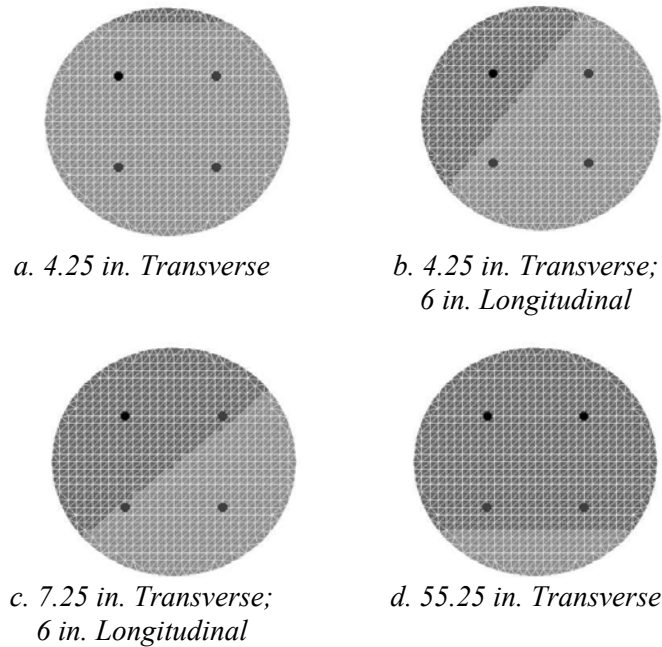 a. 4.25 in. Transverse
b. 4.25 in. Transverse;
6 in. Longitudinal
c. 7.25 in. Transverse;
6 in. Longitudinal
d. 55.25 in. Transverse